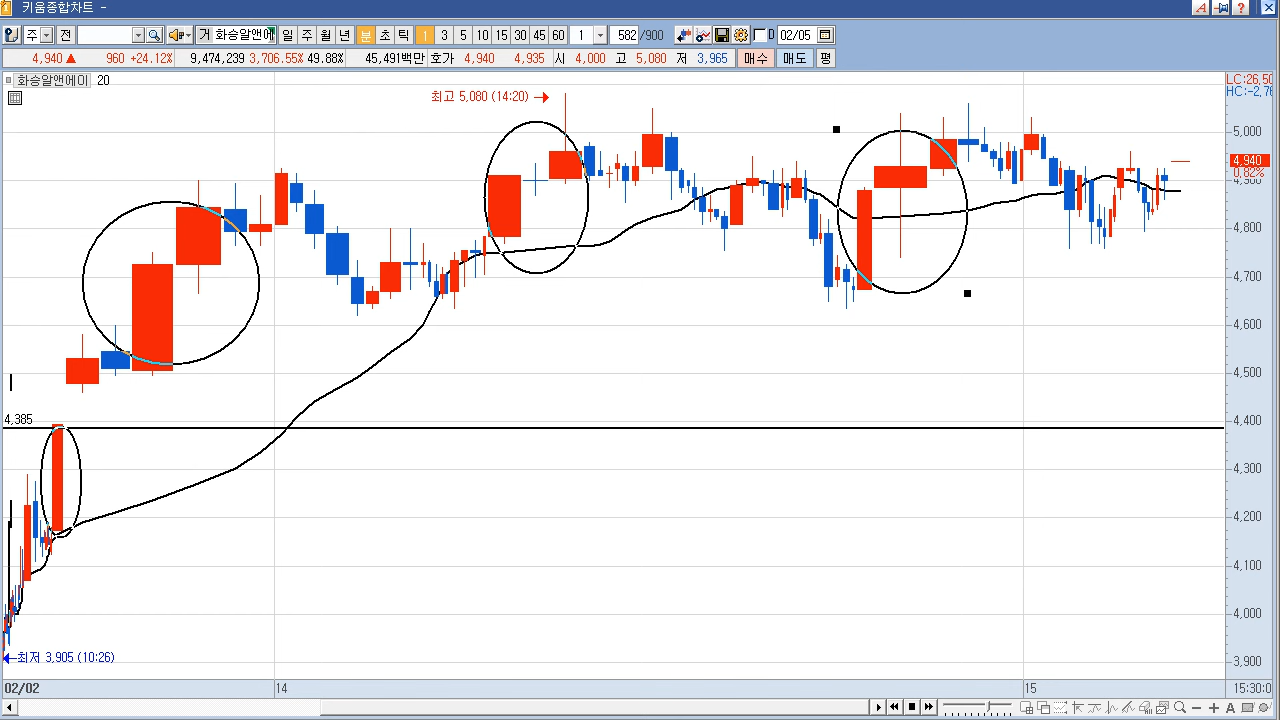 키움종합차트
주 전 개 화승알앤에 일 주 월 년 분 초 틱 1 3 5 10 15 30 45 60 1 582 /900 D 02/05
4,940 ▲ 960 +24.12% 9,474,239 3,706.55% 49.88% 45,491백만 호가 4,940 4,935 시 4,000 고 5,080 저 3,965 매수 매도 평
화승알앤에이 20
LC:26,50
HC:-2,76
최고 5,080 (14:20)
5,000
4,940
0.82%
4,900
4,800
4,700
4,600
4,500
4,385
4,400
4,300
4,200
4,100
4,000
최저 3,905 (10:26)
3,900
02/02 14 15 15:30:0